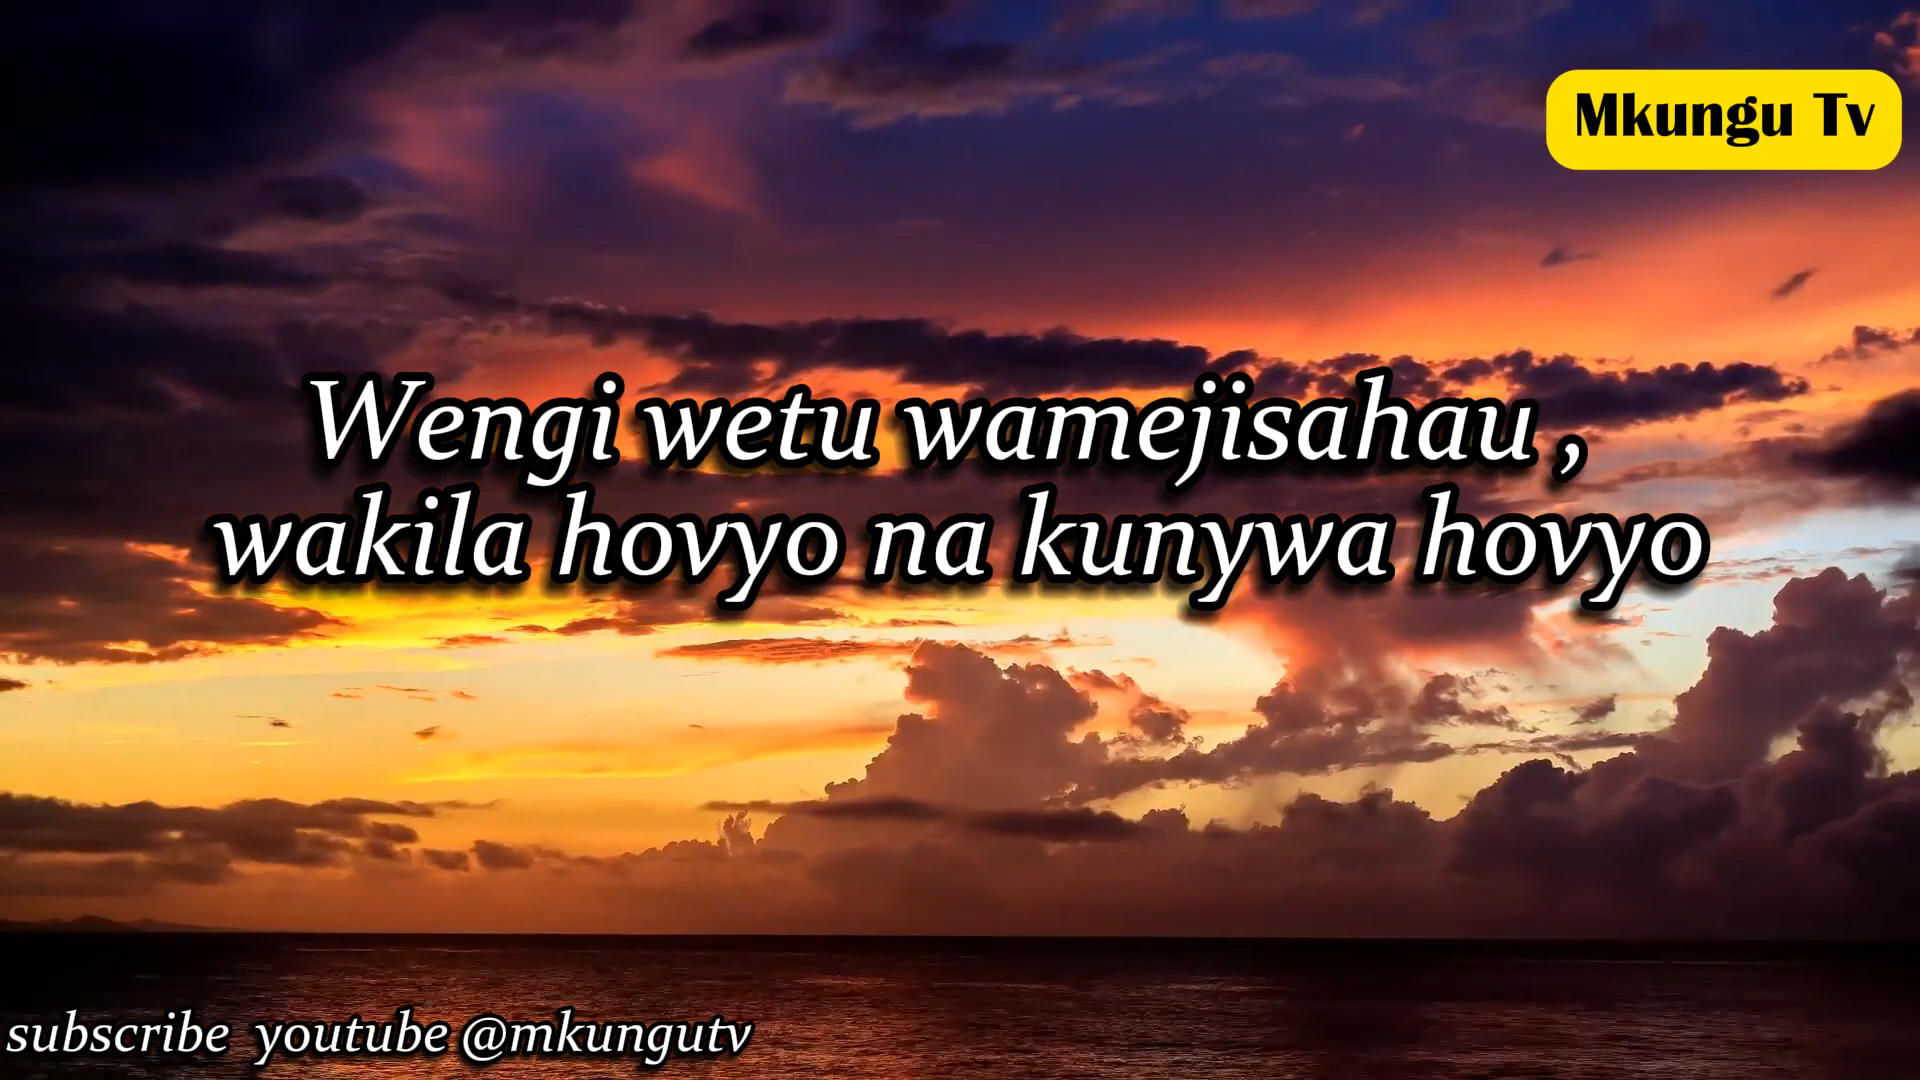 Mkungu Tv
Wengi wetu wamejisahau ,
wakila hovyo na kunywa hovyo
subscribe youtube @mkungutv